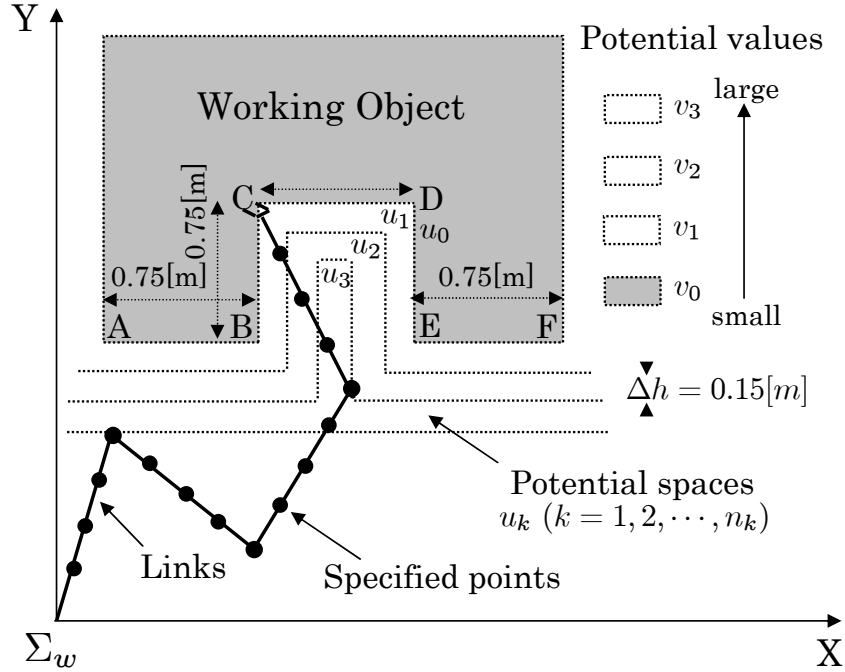 Y
Potential values
large
Working Object
v₃
v₂
v₁
v₀
small
C
D
0.75[m]
u₁
u₀
u₂
u₃
0.75[m]
0.75[m]
A
B
E
F
Δh = 0.15[m]
Potential spaces
uₖ (k = 1, 2, ⋯, nₖ)
Links
Specified points
Σw
X